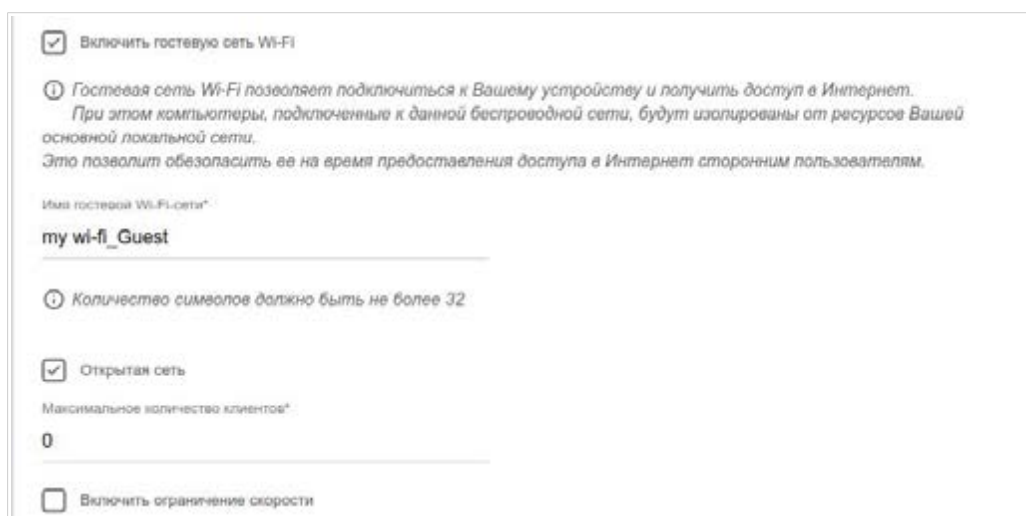 Включить гостевую сеть Wi-Fi
Гостевая сеть Wi-Fi позволяет подключиться к Вашему устройству и получить доступ в Интернет.
При этом компьютеры, подключенные к данной беспроводной сети, будут изолированы от ресурсов Вашей
основной локальной сети.
Это позволит обезопасить ее на время предоставления доступа в Интернет сторонним пользователям.
Имя гостевой Wi-Fi-сети*
my wi-fi_Guest
Количество символов должно быть не более 32
Открытая сеть
Максимальное количество клиентов*
0
Включить ограничение скорости